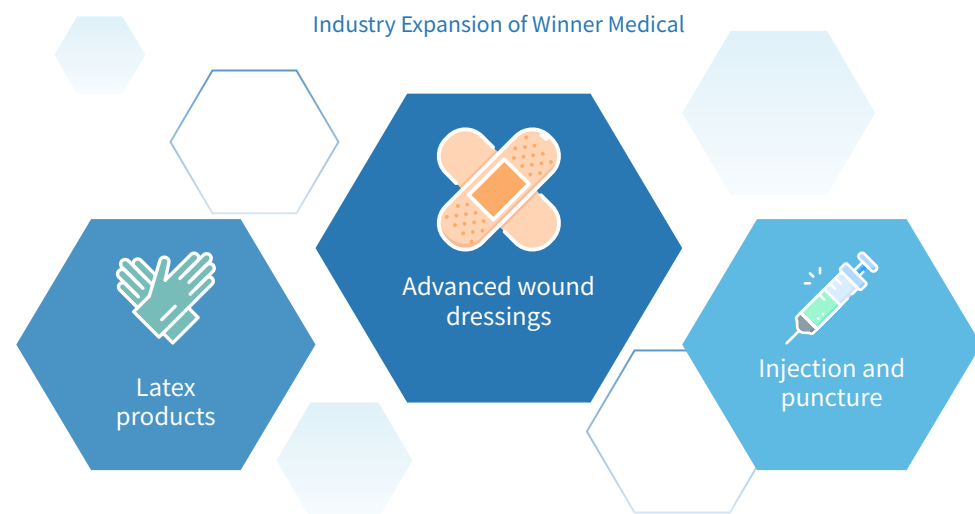 Industry Expansion of Winner Medical
Advanced wound
dressings
Latex
products
Injection and
puncture